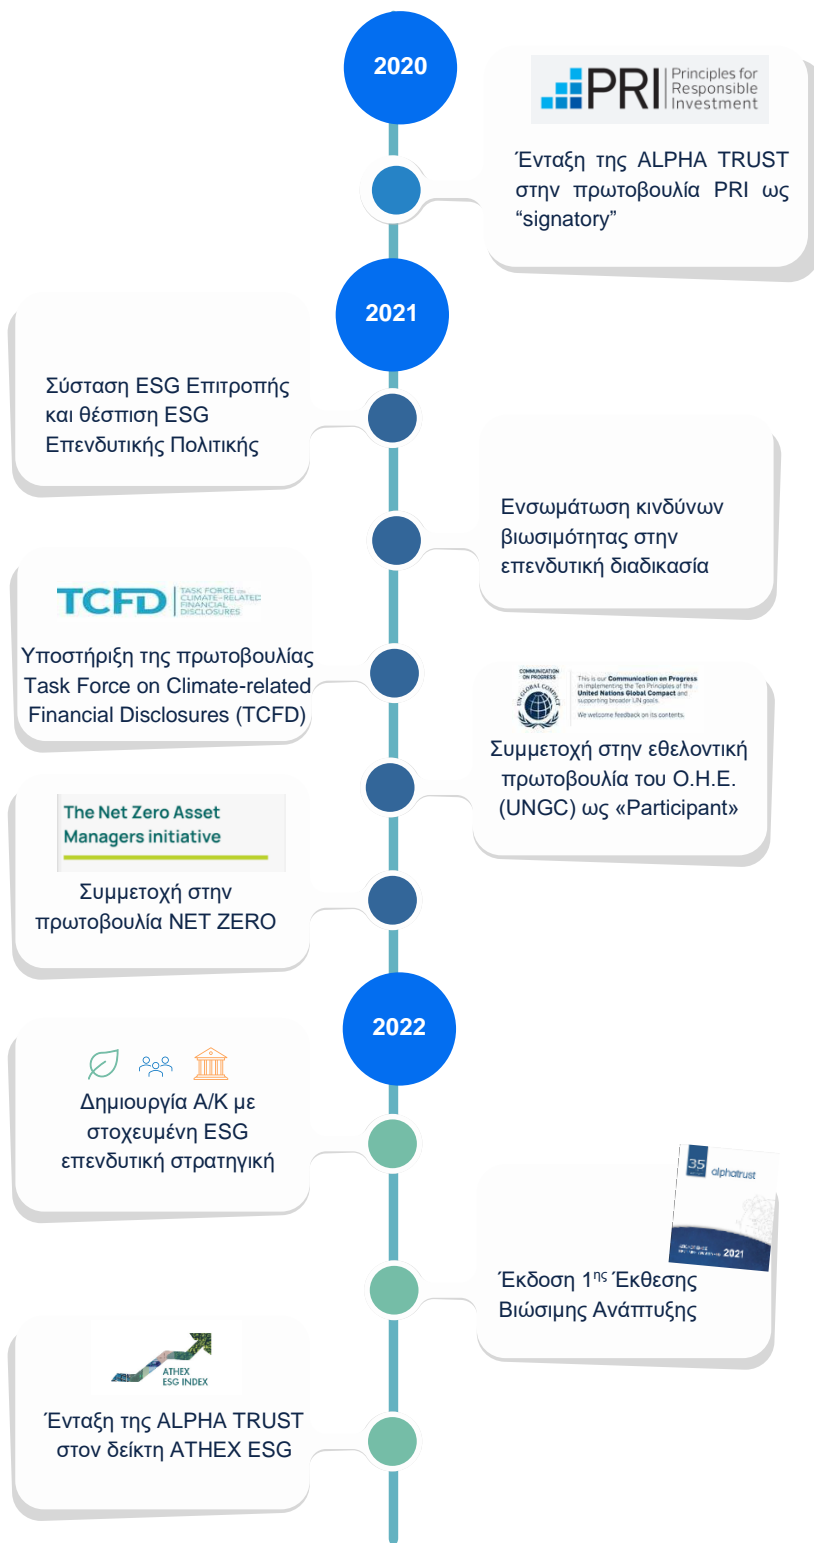 2020
PRI Principles for
Responsible
Investment
Ένταξη της ALPHA TRUST
στην πρωτοβουλία PRI ως
“signatory”
2021
Σύσταση ESG Επιτροπής
και θέσπιση ESG
Επενδυτικής Πολιτικής
Ενσωμάτωση κινδύνων
βιωσιμότητας στην
επενδυτική διαδικασία
TCFD TASK FORCE ON
CLIMATE-RELATED
FINANCIAL
DISCLOSURES
Υποστήριξη της πρωτοβουλίας
Task Force on Climate-related
Financial Disclosures (TCFD)
COMMUNICATION
ON PROGRESS
UN GLOBAL COMPACT
This is our Communication on Progress
in implementing the Ten Principles of the
United Nations Global Compact and
supporting broader UN goals.
We welcome feedback on its contents.
Συμμετοχή στην εθελοντική
πρωτοβουλία του Ο.Η.Ε.
(UNGC) ως «Participant»
The Net Zero Asset
Managers initiative
Συμμετοχή στην
πρωτοβουλία NET ZERO
2022
Δημιουργία Α/Κ με
στοχευμένη ESG
επενδυτική στρατηγική
35
alphatrust
2021
Έκδοση 1ης Έκθεσης
Βιώσιμης Ανάπτυξης
ATHEX
ESG INDEX
Ένταξη της ALPHA TRUST
στον δείκτη ATHEX ESG